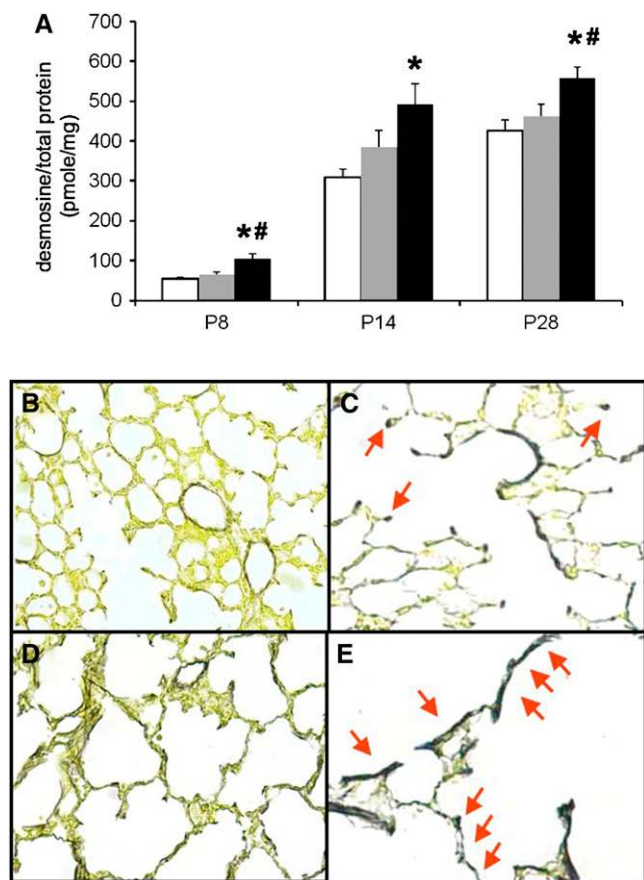 A
desmosine/total protein
(pmole/mg)
700
600
500
400
300
200
100
0
*#
*
*#
P8 P14 P28
B
C
D
E